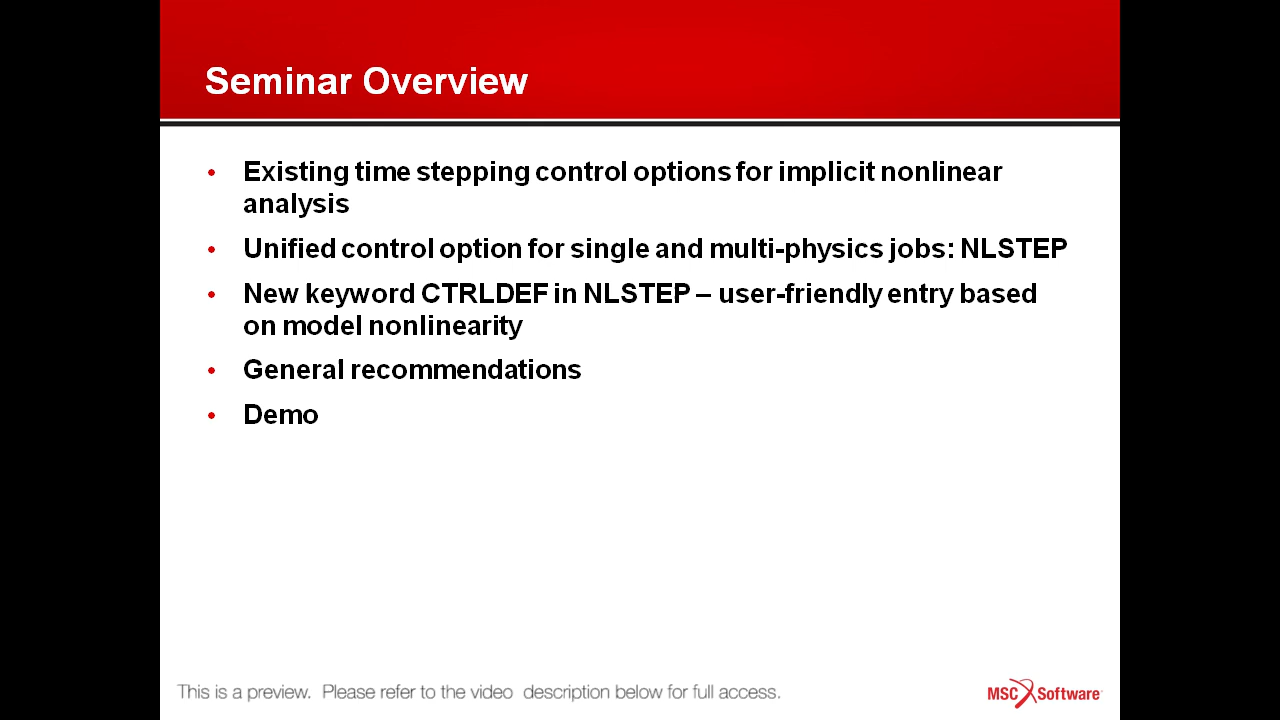 Seminar Overview
• Existing time stepping control options for implicit nonlinear
analysis
• Unified control option for single and multi-physics jobs: NLSTEP
• New keyword CTRLDEF in NLSTEP – user-friendly entry based
on model nonlinearity
• General recommendations
• Demo
This is a preview. Please refer to the video description below for full access.
MSC Software